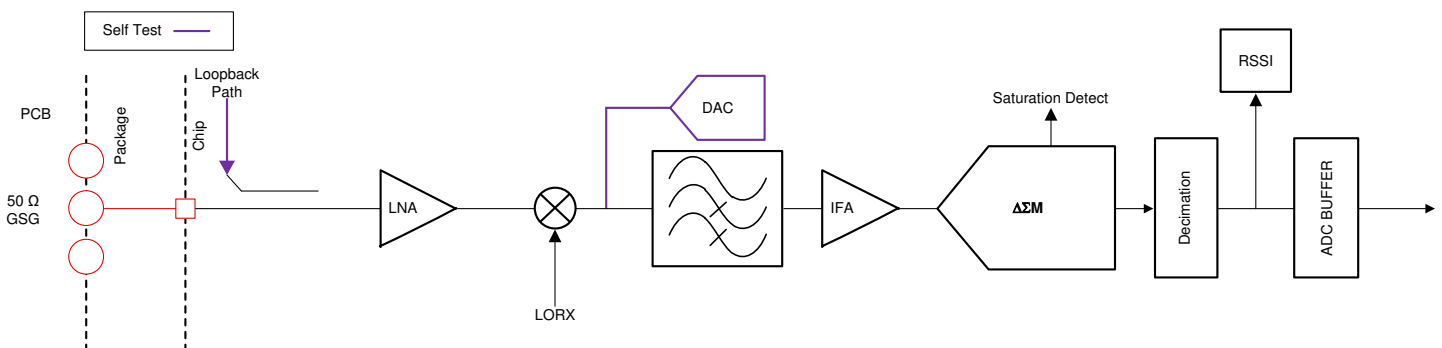 Self Test
Loopback
Path
PCB
Package
Chip
50 Ω
GSG
LNA
LORX
DAC
IFA
Saturation Detect
ΔΣM
Decimation
RSSI
ADC BUFFER